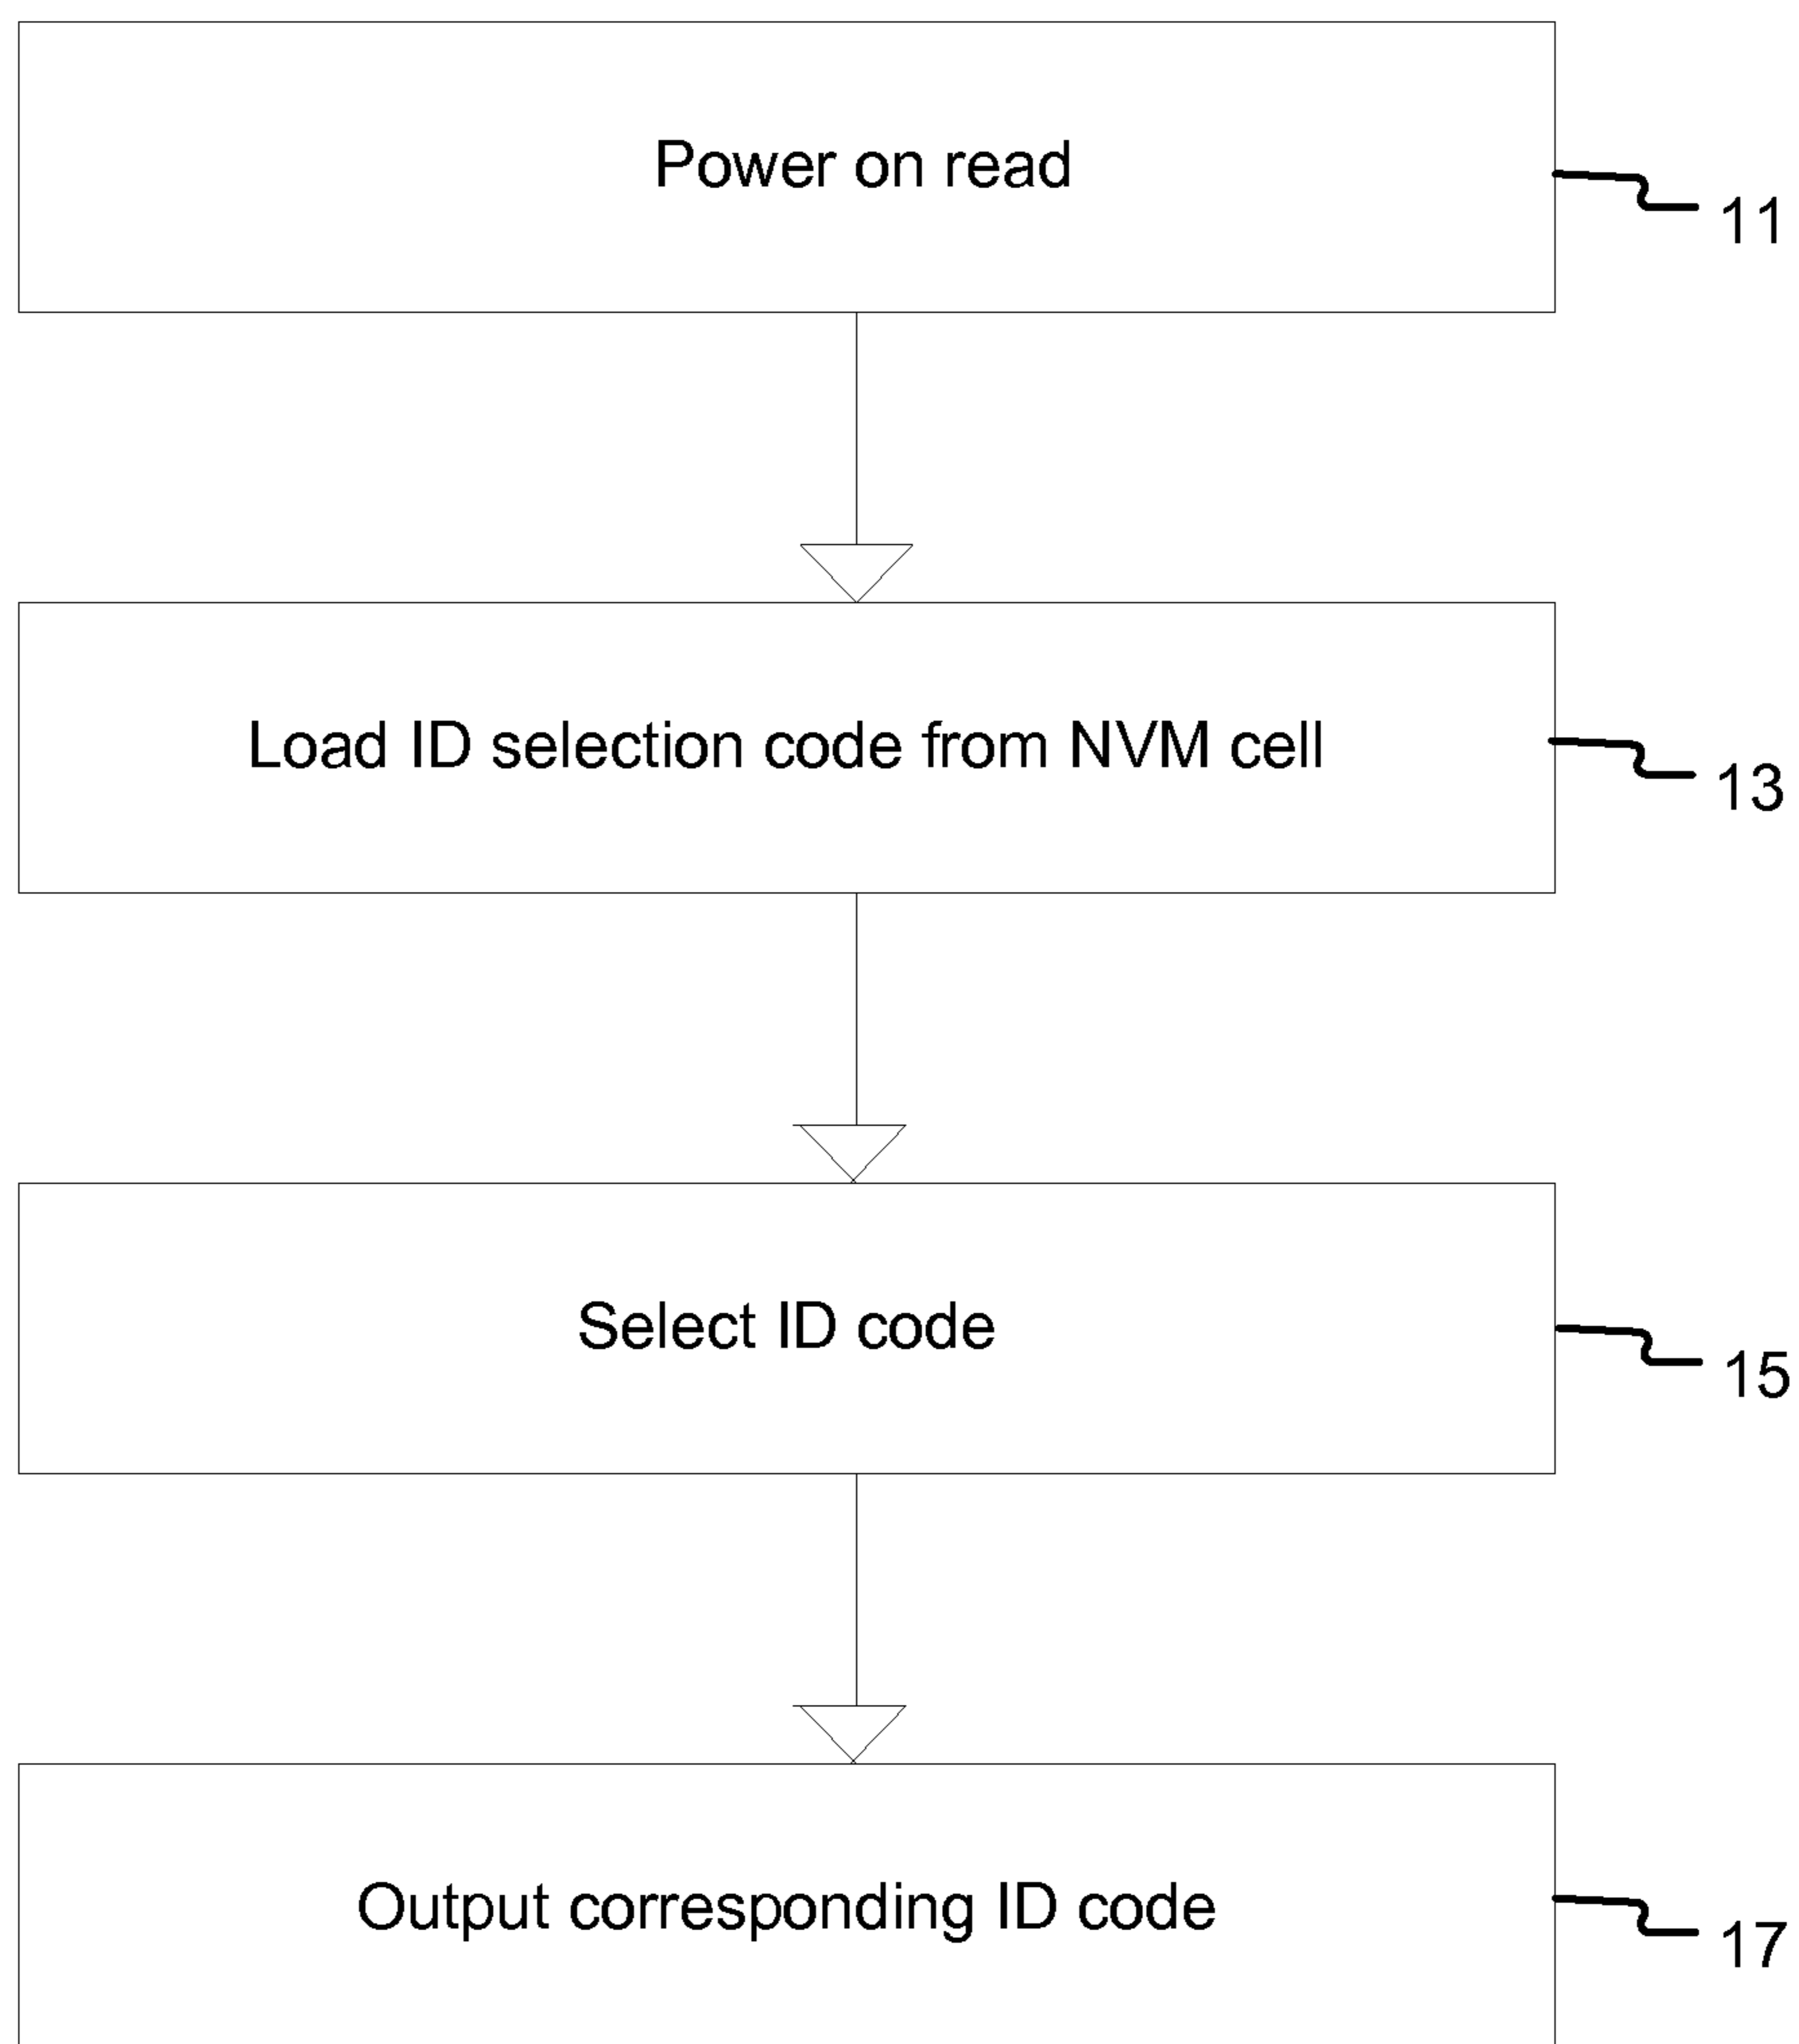 Power on read
11
Load ID selection code from NVM cell
13
Select ID code
15
Output corresponding ID code
17